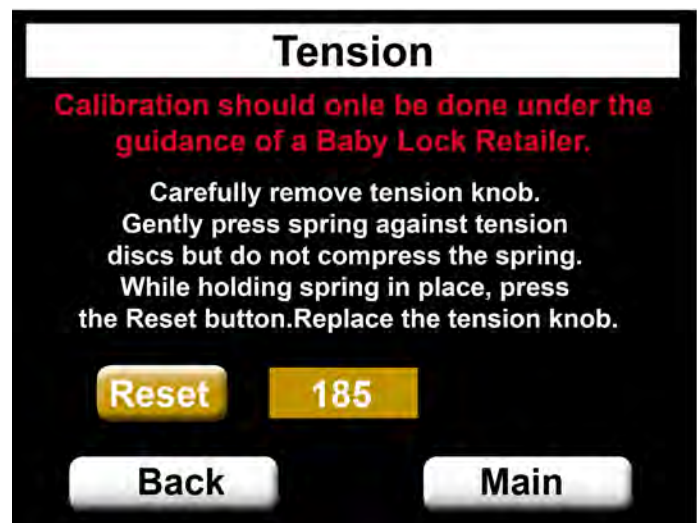 Tension
Calibration should onle be done under the
guidance of a Baby Lock Retailer.
Carefully remove tension knob.
Gently press spring against tension
discs but do not compress the spring.
While holding spring in place, press
the Reset button.Replace the tension knob.
Reset 185
Back Main